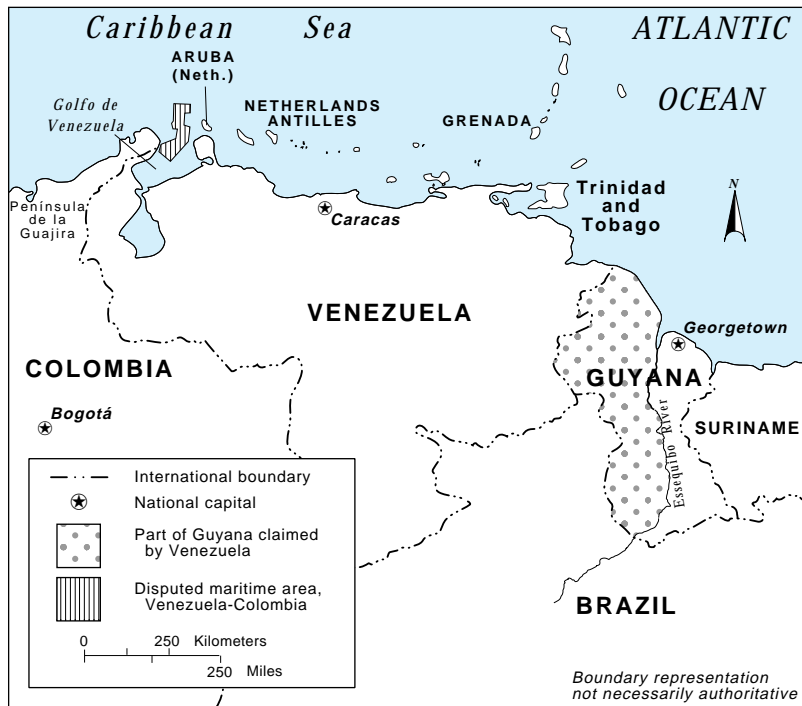 Caribbean Sea
ATLANTIC
OCEAN
ARUBA
(Neth.)
Golfo de
Venezuela
NETHERLANDS
ANTILLES
GRENADA
Trinidad
and
Tobago
N
Península
de la
Guajira
Caracas
VENEZUELA
Georgetown
COLOMBIA
GUYANA
Bogotá
SURINAME
Essequibo River
International boundary
National capital
Part of Guyana claimed
by Venezuela
Disputed maritime area,
Venezuela-Colombia
0 250 Kilometers
250 Miles
BRAZIL
Boundary representation
not necessarily authoritative